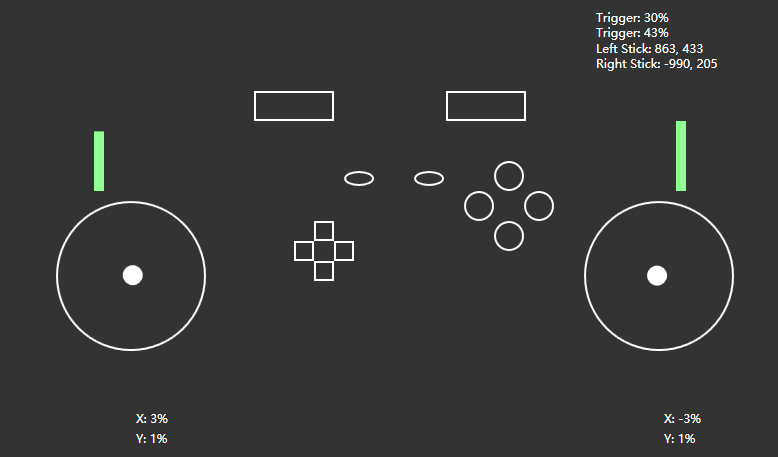 Trigger: 30%
Trigger: 43%
Left Stick: 863, 433
Right Stick: -990, 205
X: 3%
Y: 1%
X: -3%
Y: 1%